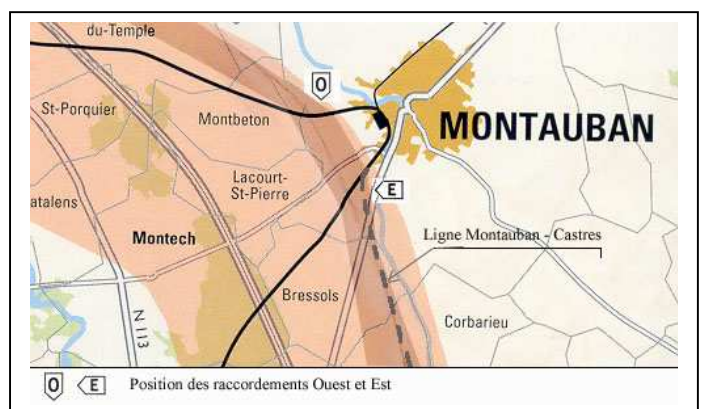 du-Temple
O
St-Porquier
Montbeton
MONTAUBAN
Lacourt-
St-Pierre
E
atalens
Ligne Montauban - Castres
Montech
Bressols
N 113
Corbarieu
O E Position des raccordements Ouest et Est